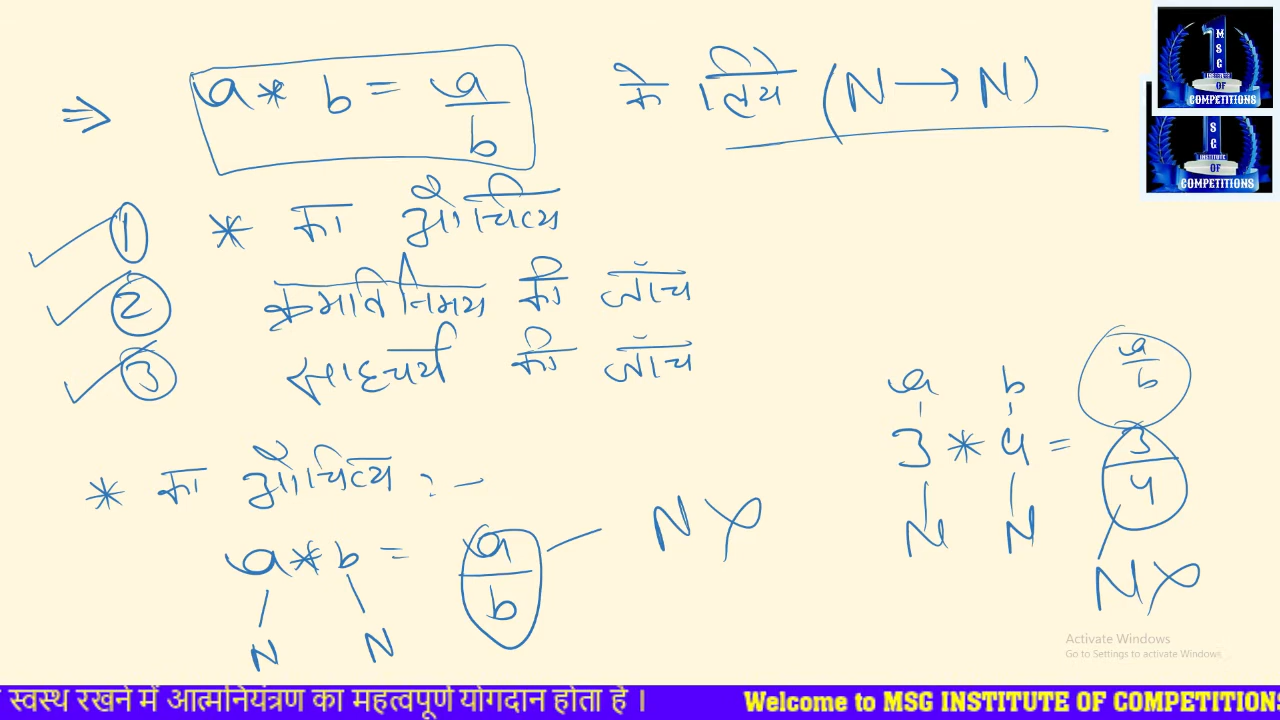 ⇒ a * b = a/b के लिये (N → N)
① * का औचित्य
② क्रमविनिमय की जाँच
③ साहचर्य की जाँच
* का औचित्य :-
a * b = a/b — N ×
N N
a b a/b
3 * 4 = 3/4
N N N ×
MSG
INSTITUTE
OF
COMPETITIONS
SG
INSTITUTE
OF
COMPETITIONS
Activate Windows
Go to Settings to activate Windows.
स्वस्थ रखने में आत्मनियंत्रण का महत्वपूर्ण योगदान होता है । Welcome to MSG INSTITUTE OF COMPETITIONS